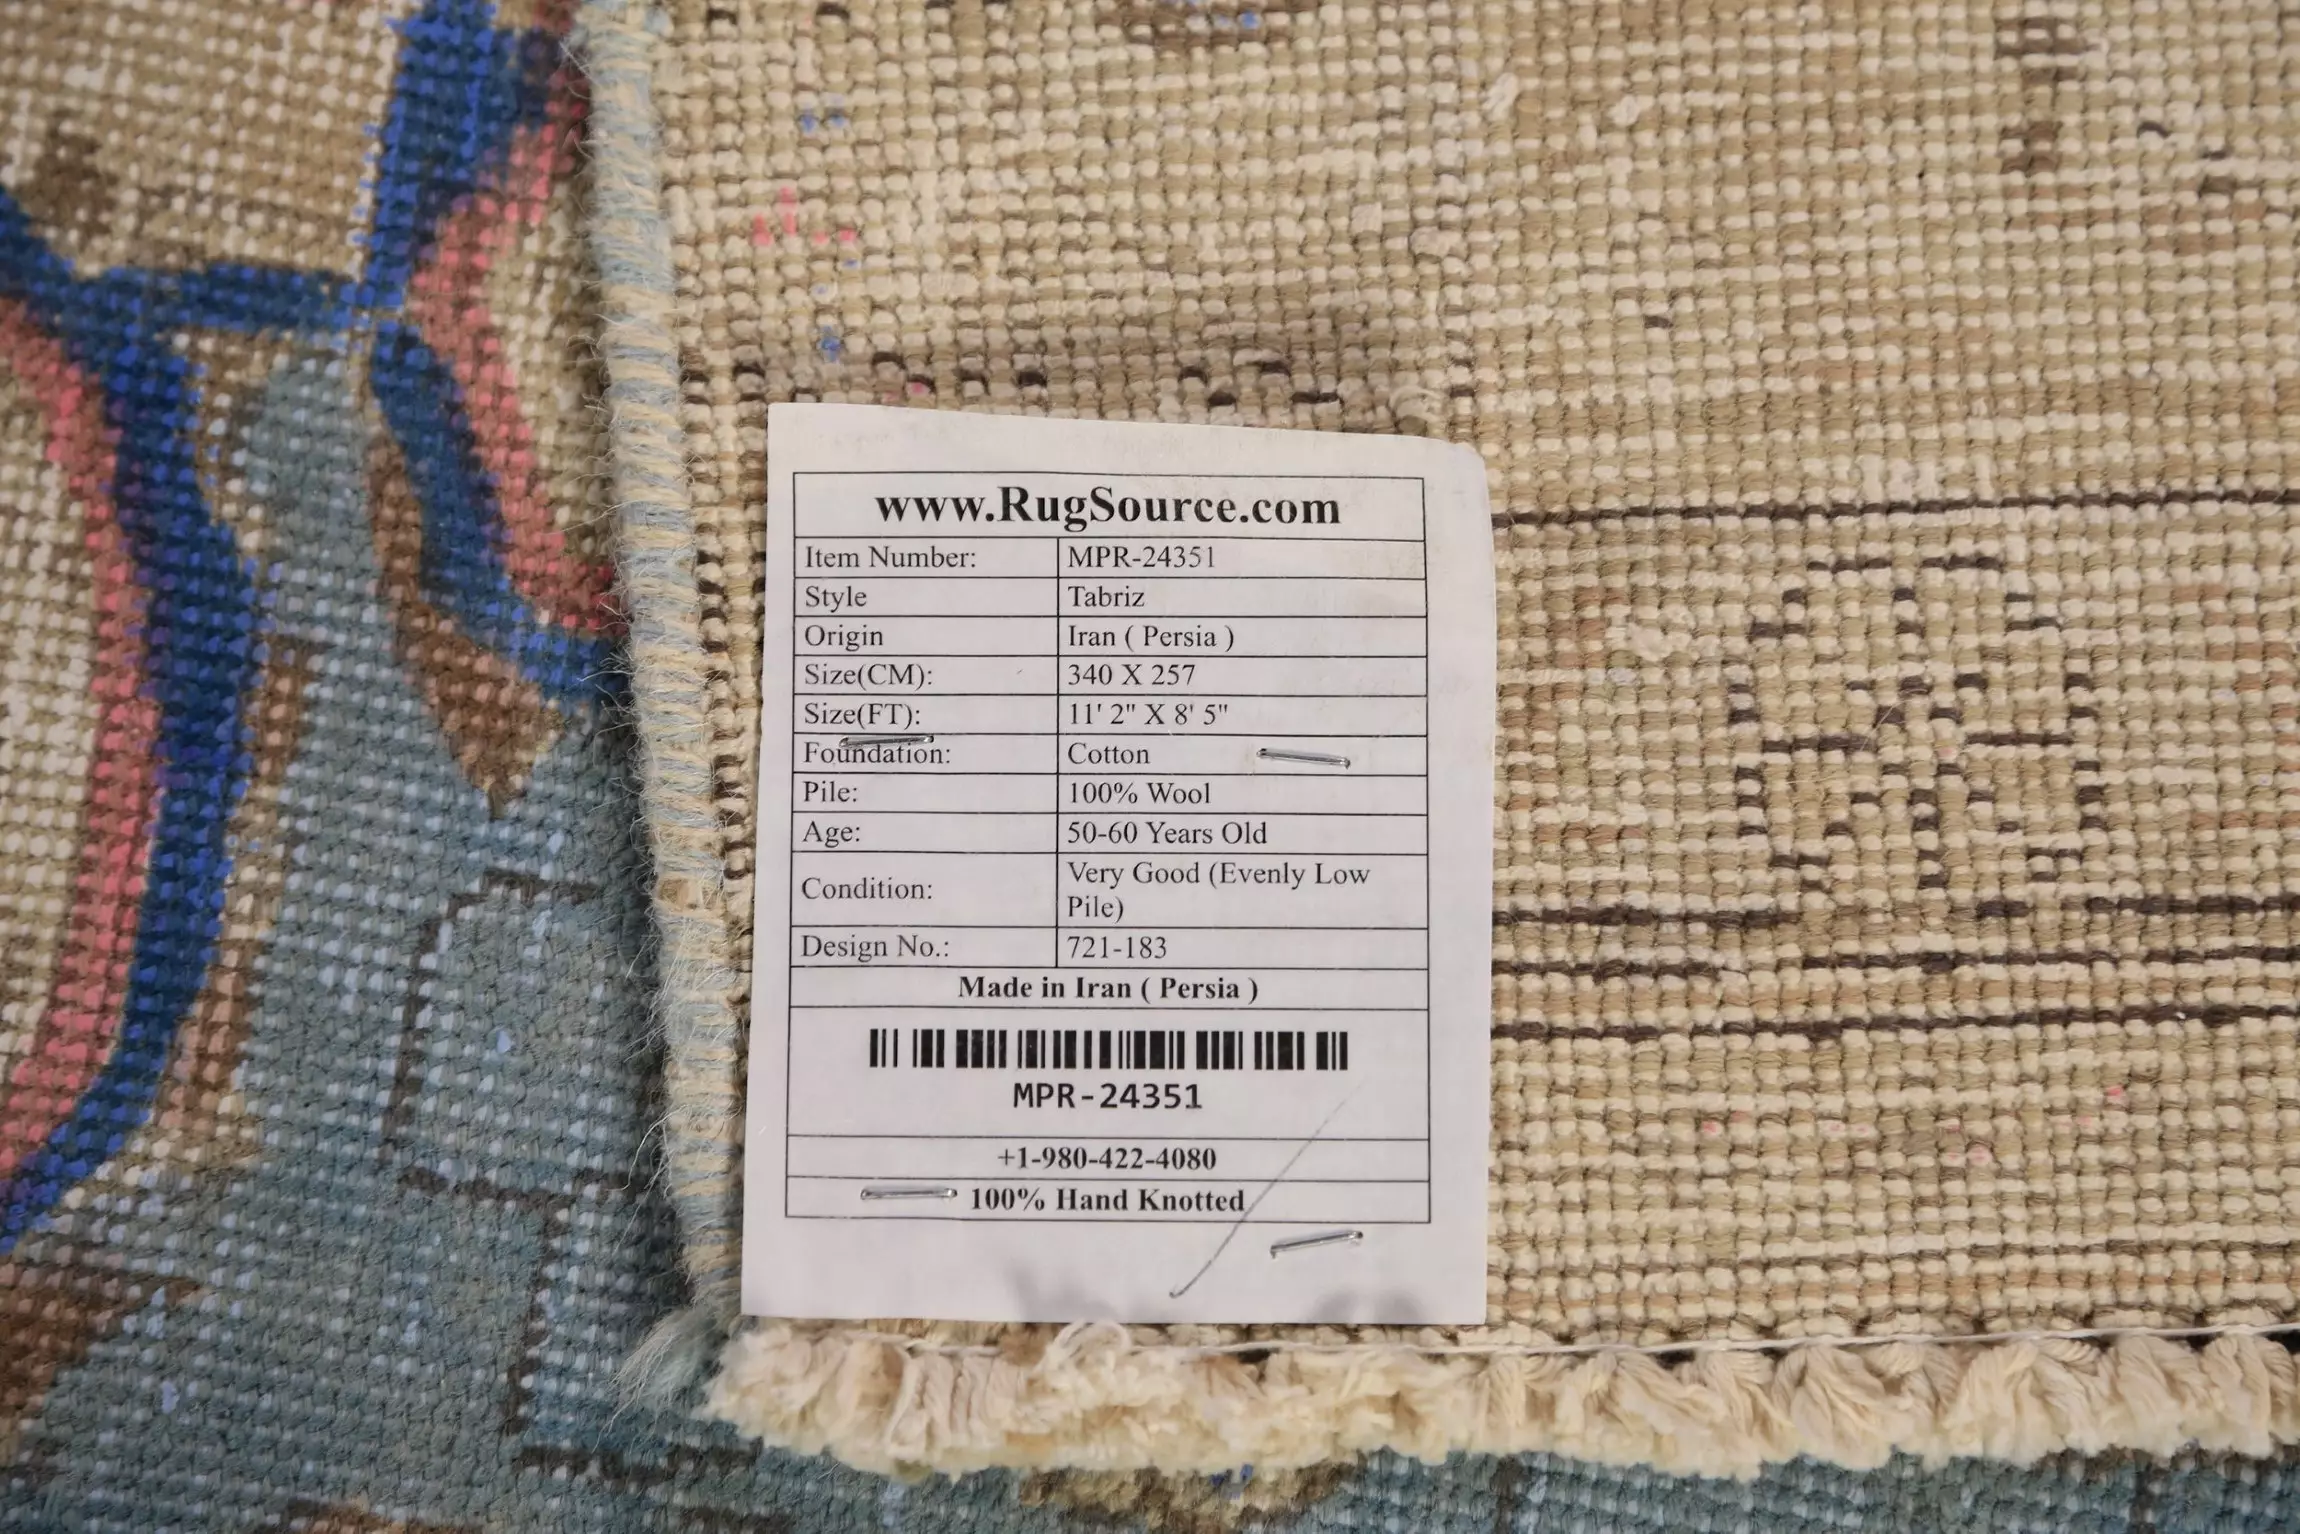 www.RugSource.com
Item Number: MPR-24351
Style Tabriz
Origin Iran ( Persia )
Size(CM): 340 X 257
Size(FT): 11' 2" X 8' 5"
Foundation: Cotton
Pile: 100% Wool
Age: 50-60 Years Old
Condition: Very Good (Evenly Low
Pile)
Design No.: 721-183
Made in Iran ( Persia )
MPR-24351
+1-980-422-4080
100% Hand Knotted